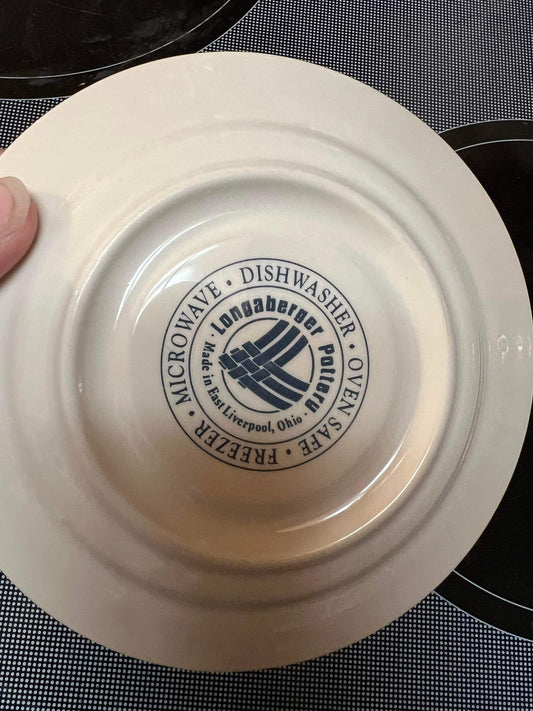 MICROWAVE • DISHWASHER • OVEN SAFE • FREEZER •
Longaberger Pottery
• Made in East Liverpool, Ohio •